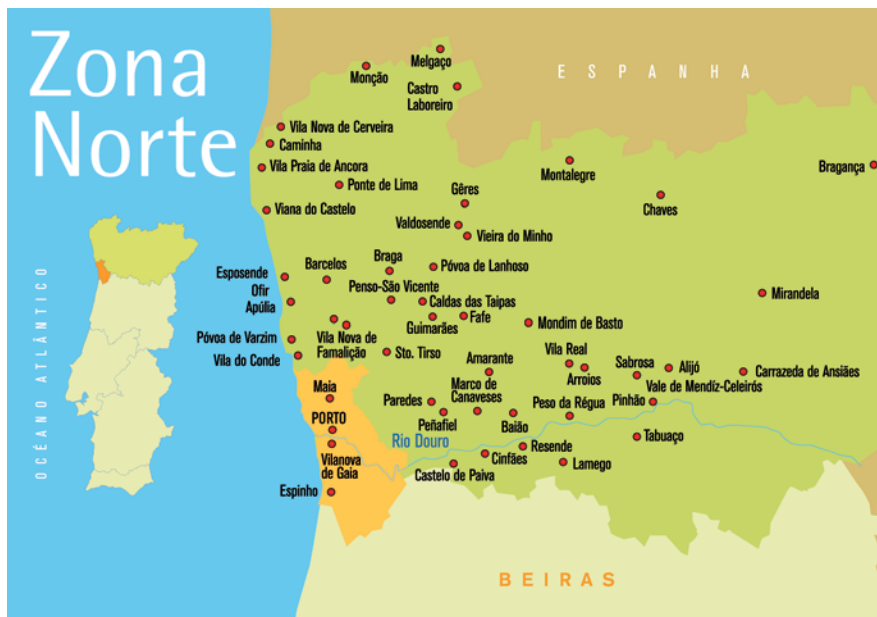 Zona
Norte
ESPANHA
Melgaço
Monção
Castro
Laboreiro
Vila Nova de Cerveira
Caminha
Vila Praia de Ancora
Ponte de Lima
Viana do Castelo
Montalegre
Bragança
Chaves
Gêres
Valdosende
Vieira do Minho
Braga
Póvoa de Lanhoso
Barcelos
Esposende
Ofir
Apúlia
Penso-São Vicente
Caldas das Taipas
Guimarães
Fafe
Mondim de Basto
Mirandela
Póvoa de Varzim
Vila do Conde
Vila Nova de
Famalição
Sto. Tirso
Amarante
Vila Real
Arroios
Sabrosa
Alijó
Carrazeda de Ansiães
Vale de Mendíz-Celeirós
Pinhão
Maia
PORTO
Paredes
Peñafiel
Marco de
Canaveses
Baião
Peso da Régua
Tabuaço
Rio Douro
Resende
Cinfães
Lamego
Castelo de Paiva
Vilanova
de Gaia
Espinho
OCÉANO ATLÂNTICO
BEIRAS